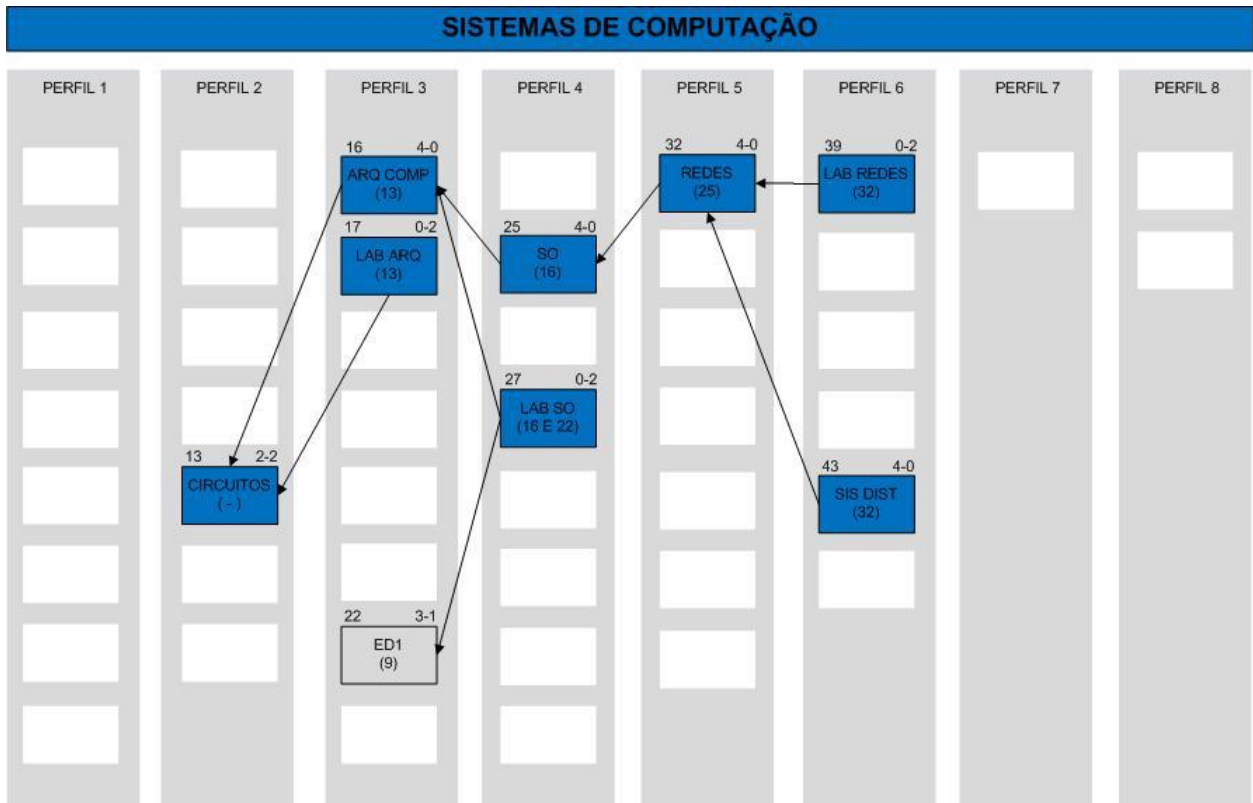 SISTEMAS DE COMPUTAÇÃO
PERFIL 1
PERFIL 2
PERFIL 3
PERFIL 4
PERFIL 5
PERFIL 6
PERFIL 7
PERFIL 8
16 4-0
ARQ COMP
(13)
32 4-0
REDES
(25)
39 0-2
LAB REDES
(32)
17 0-2
LAB ARQ
(13)
25 4-0
SO
(16)
27 0-2
LAB SO
(16 E 22)
13 2-2
CIRCUITOS
( - )
43 4-0
SIS DIST
(32)
22 3-1
ED1
(9)